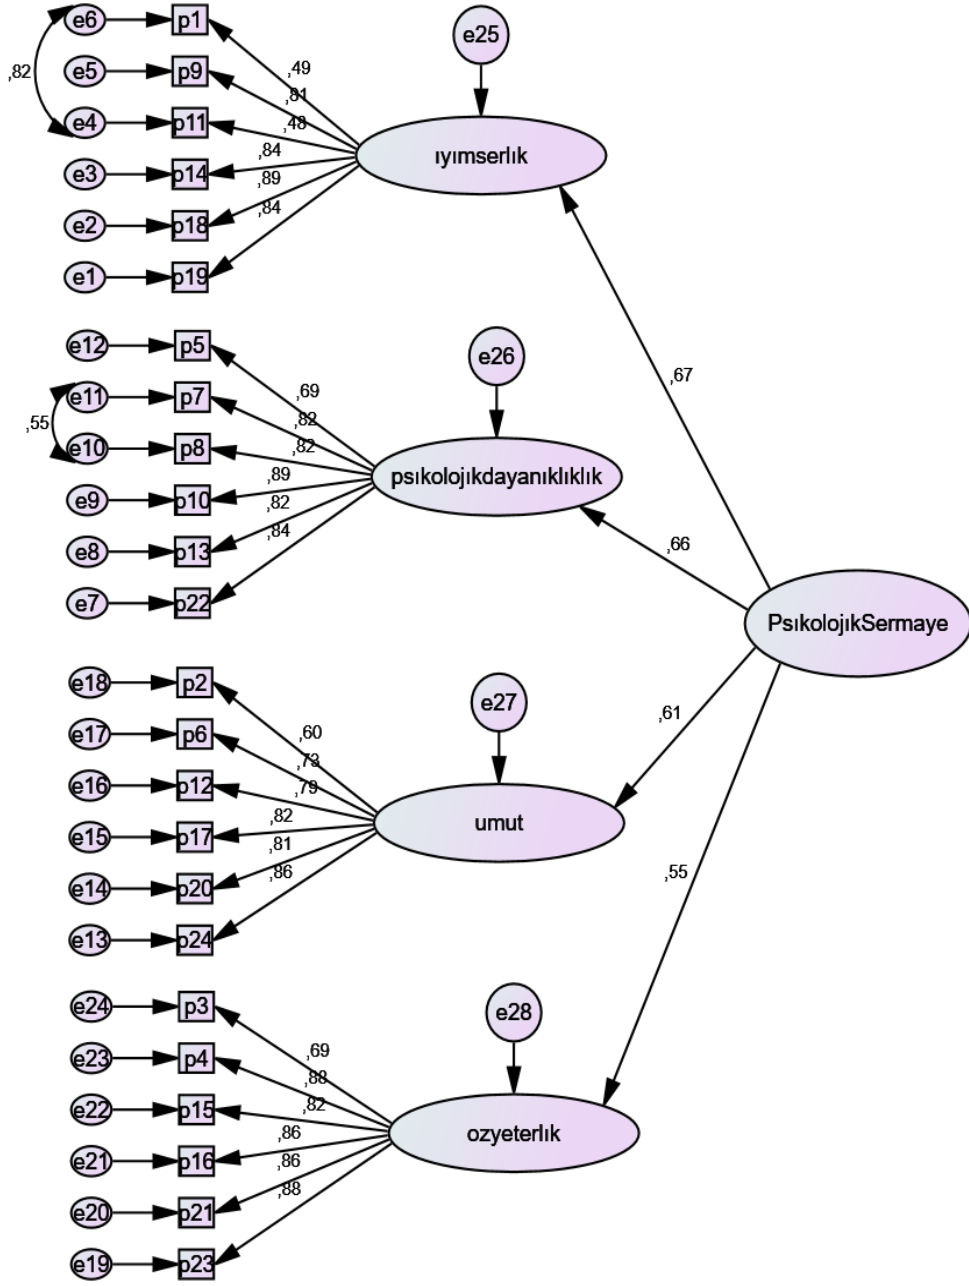 e6 p1 e25
,49
e5 p9
,82
,81
e4 p11 ,48
,84 ıyımserlık
e3 p14
,89
e2 p18 ,84
e1 p19
e12 p5 e26
,67
e11 p7 ,69
,82
,55
e10 p8 ,82
,89 psıkolojıkdayanıklılık
e9 p10
,82
e8 p13 ,84
,66
e7 p22
PsıkolojıkSermaye
e18 p2 e27
,61
e17 p6 ,60
,73
e16 p12 ,79
,82 umut
e15 p17
,81
e14 p20 ,86
,55
e13 p24
e24 p3 e28
e23 p4 ,69
,88
e22 p15 ,82
,86 ozyeterlık
e21 p16
,86
e20 p21 ,88
e19 p23